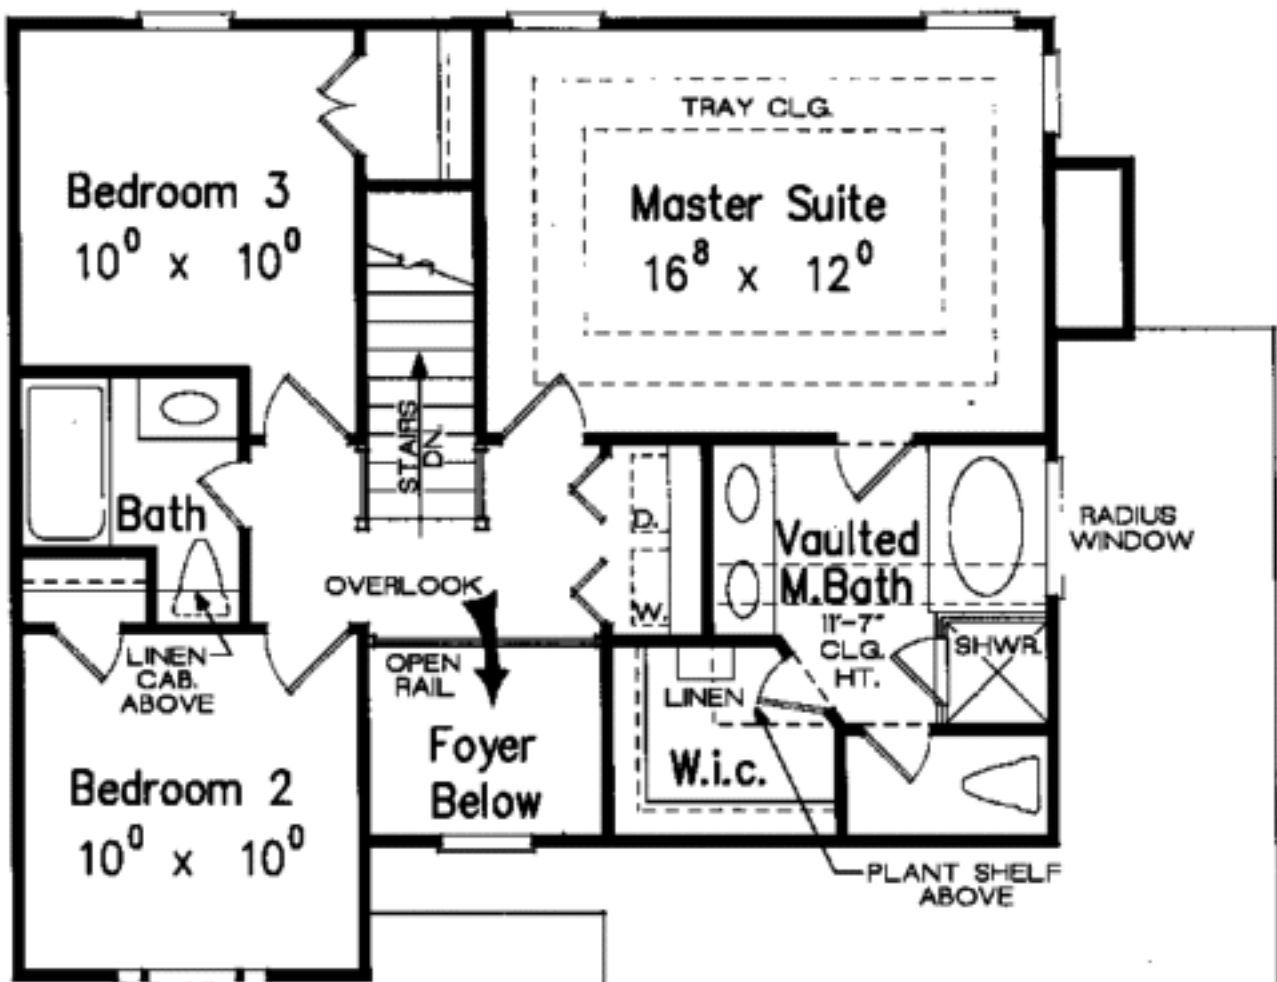 TRAY CLG.
Bedroom 3
10⁰ x 10⁰
Master Suite
16⁸ x 12⁰
STAIRS
DN.
DN.
Bath
D.
W.
Vaulted
M.Bath
11'-7"
CLG.
HT.
RADIUS
WINDOW
OVERLOOK
SHWR.
LINEN
CAB.
ABOVE
OPEN
RAIL
LINEN
Foyer
Below
W.i.c.
Bedroom 2
10⁰ x 10⁰
PLANT SHELF
ABOVE